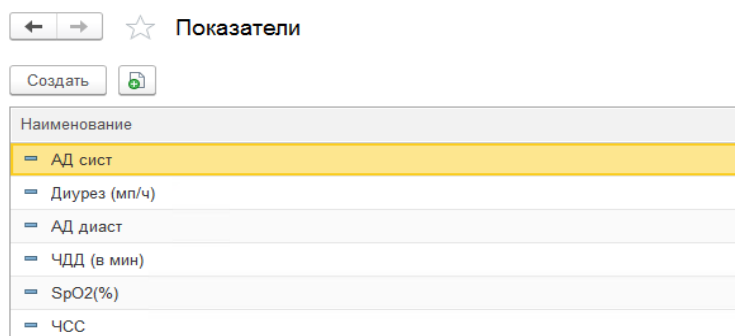 Показатели
Создать
Наименование
АД сист
Диурез (мп/ч)
АД диаст
ЧДД (в мин)
SpO2(%)
ЧСС